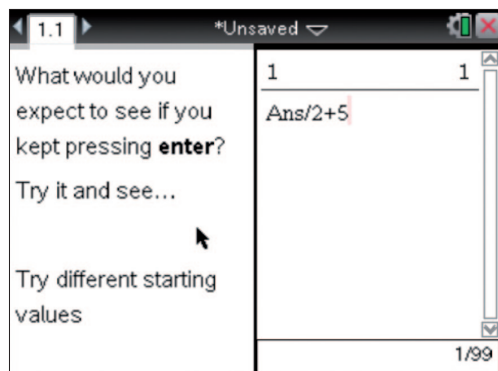 1.1 *Unsaved
What would you
expect to see if you
kept pressing enter?
Try it and see...
Try different starting
values
1 1
Ans/2+5
1/99